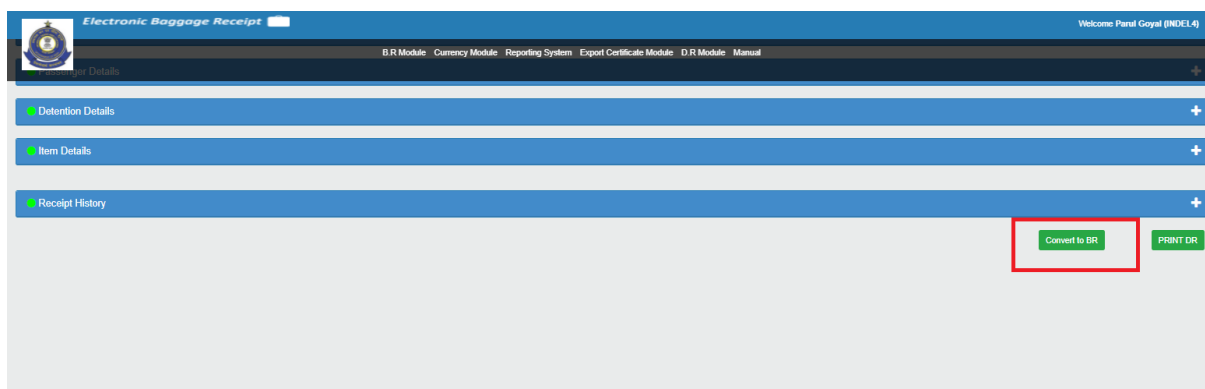 Electronic Baggage Receipt
Welcome Parul Goyal (INDEL4)
B.R Module Currency Module Reporting System Export Certificate Module D.R Module Manual
Passenger Details
Detention Details
Item Details
Receipt History
Convert to BR PRINT DR